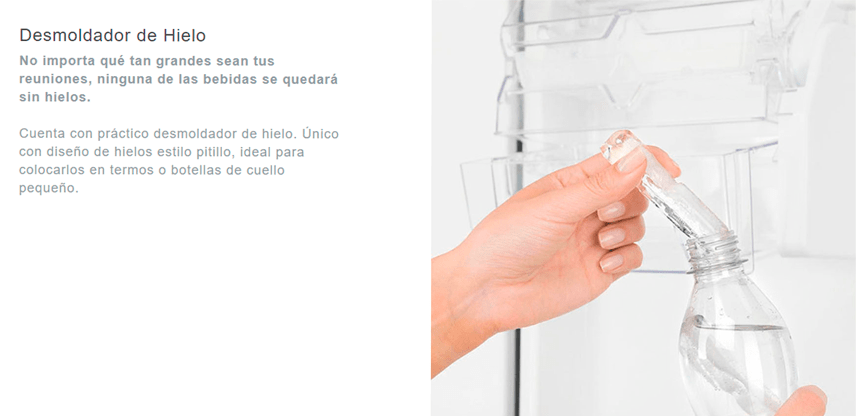 Desmoldador de Hielo
No importa qué tan grandes sean tus
reuniones, ninguna de las bebidas se quedará
sin hielos.
Cuenta con práctico desmoldador de hielo. Único
con diseño de hielos estilo pitillo, ideal para
colocarlos en termos o botellas de cuello
pequeño.